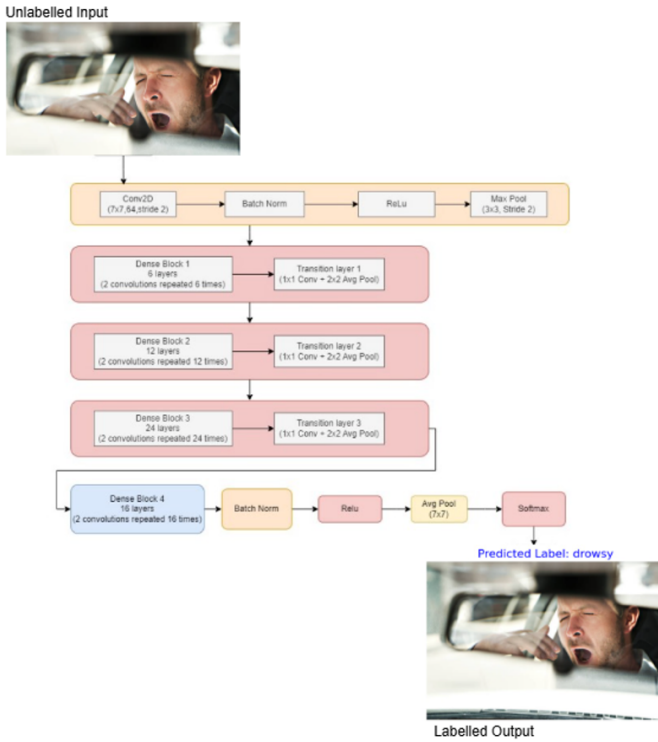 Unlabelled Input
Conv2D
(7x7,64,stride 2)
Batch Norm
ReLu
Max Pool
(3x3, Stride 2)
Dense Block 1
6 layers
(2 convolutions repeated 6 times)
Transition layer 1
(1x1 Conv + 2x2 Avg Pool)
Dense Block 2
12 layers
(2 convolutions repeated 12 times)
Transition layer 2
(1x1 Conv + 2x2 Avg Pool)
Dense Block 3
24 layers
(2 convolutions repeated 24 times)
Transition layer 3
(1x1 Conv + 2x2 Avg Pool)
Dense Block 4
16 layers
(2 convolutions repeated 16 times)
Batch Norm
Relu
Avg Pool
(7x7)
Softmax
Predicted Label: drowsy
Labelled Output